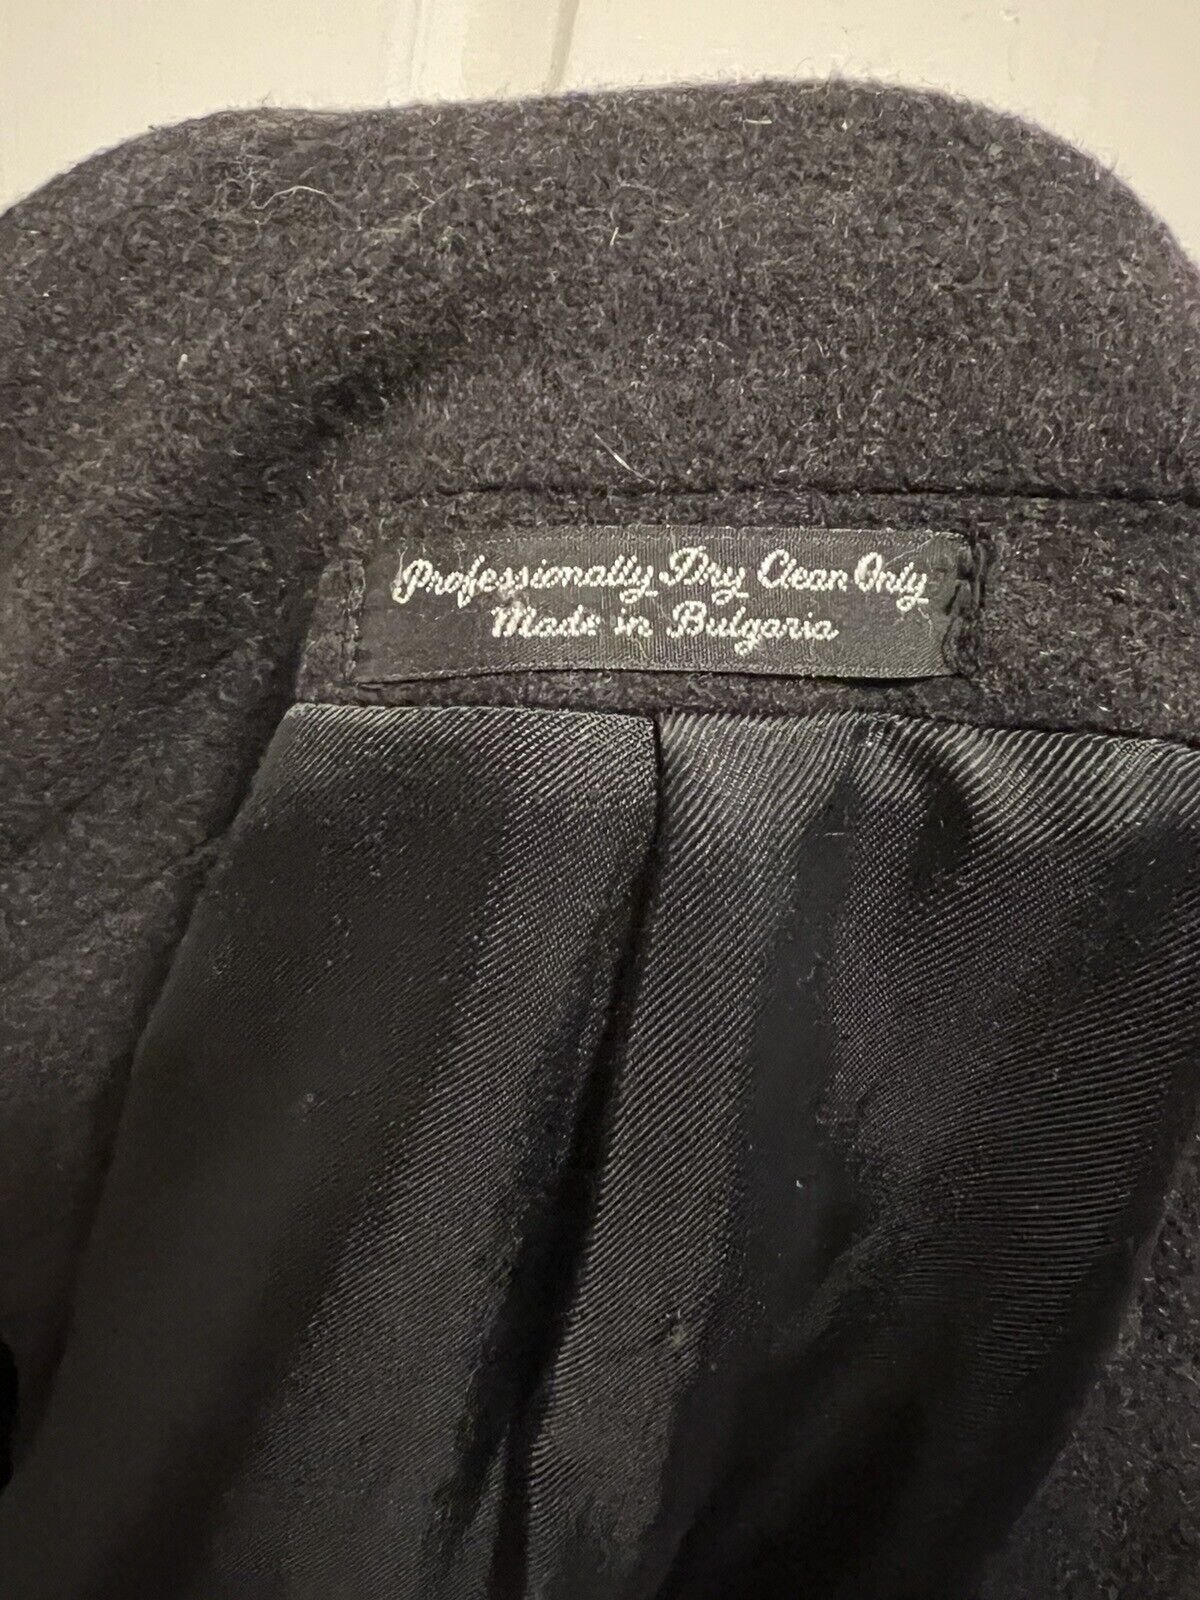 Professionally Dry Clean Only
Made in Bulgaria